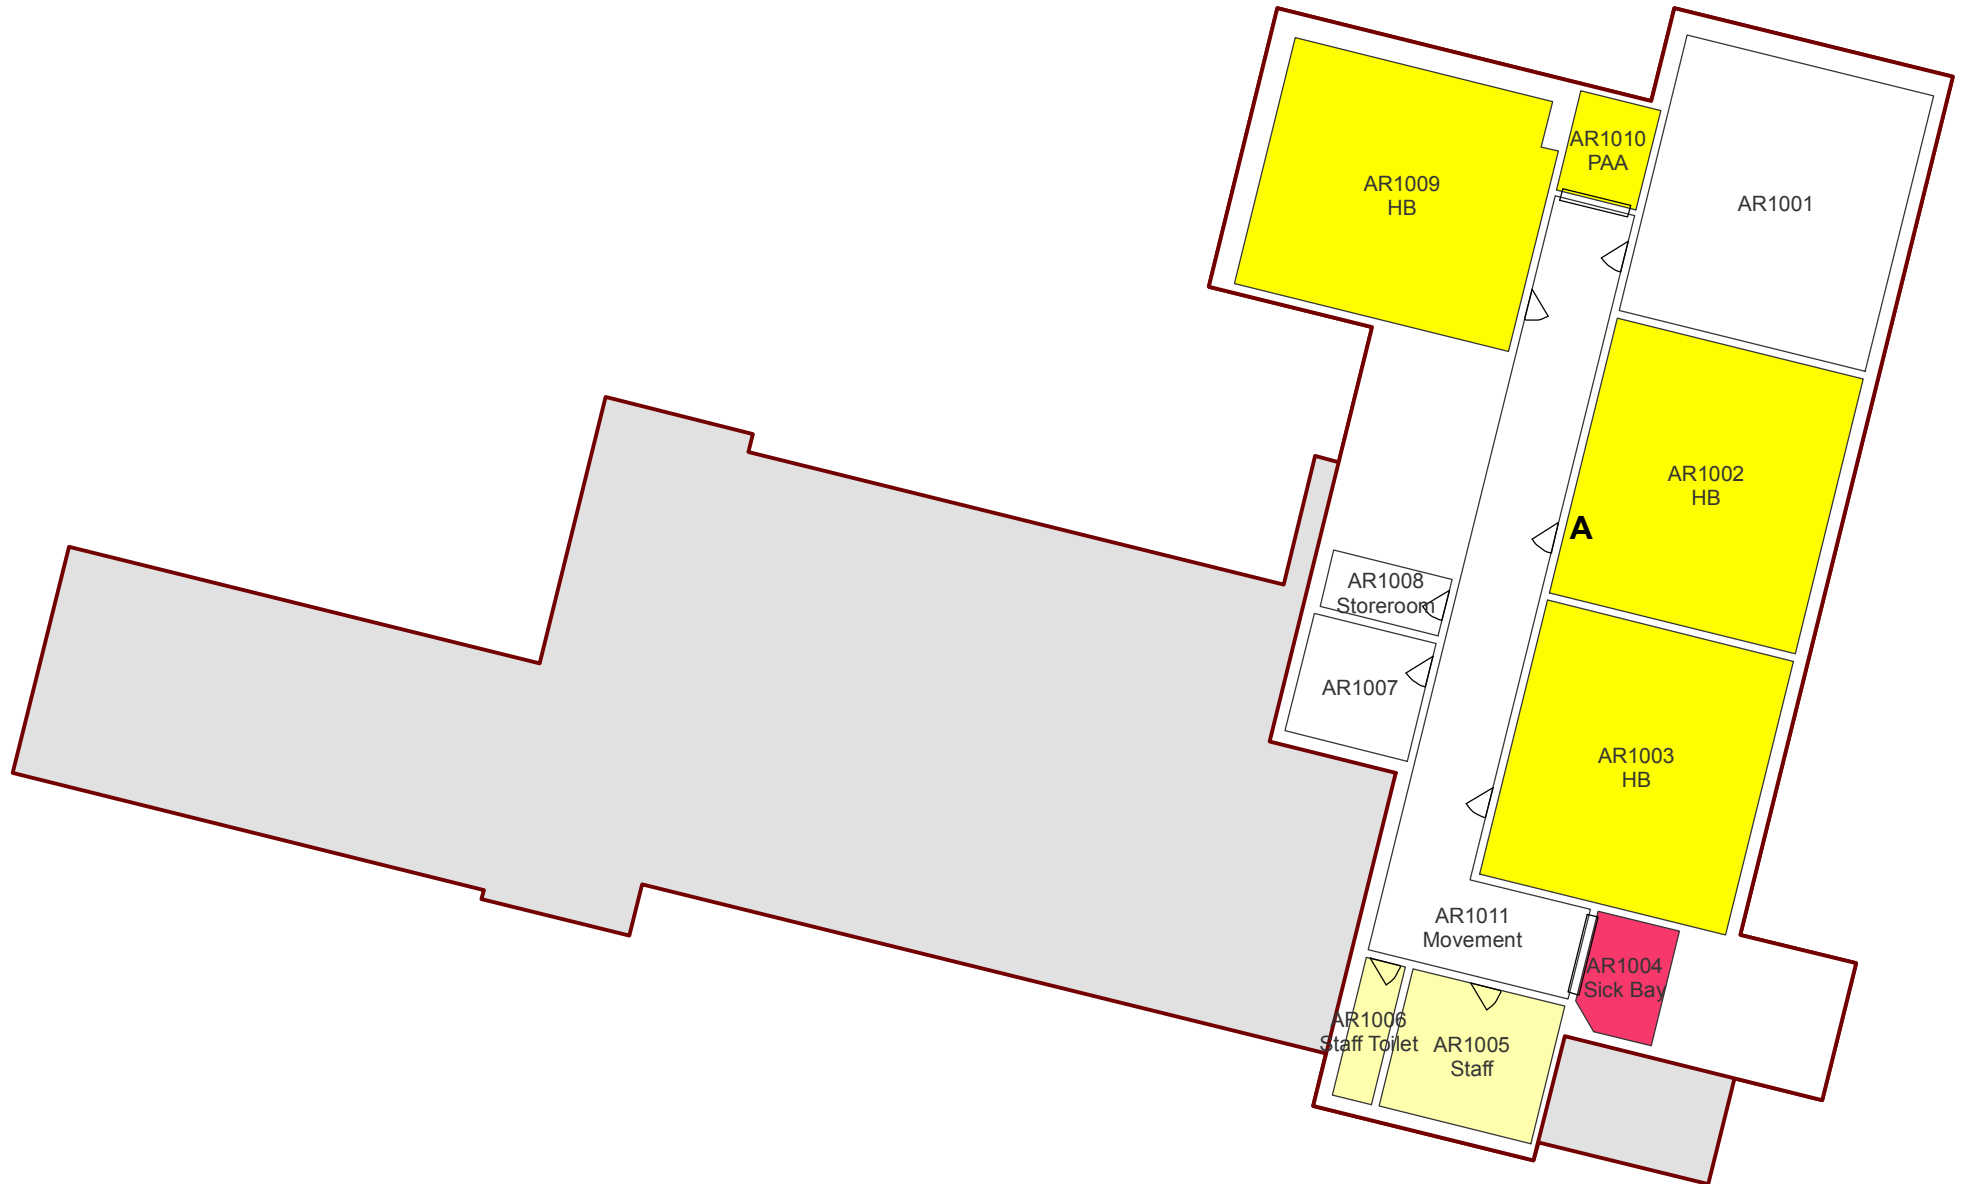 AR1010
PAA
AR1009
HB
AR1001
AR1002
HB
A
AR1008
Storeroom
AR1007
AR1003
HB
AR1011
Movement
AR1004
Sick Bay
AR1006
Staff Toilet
AR1005
Staff